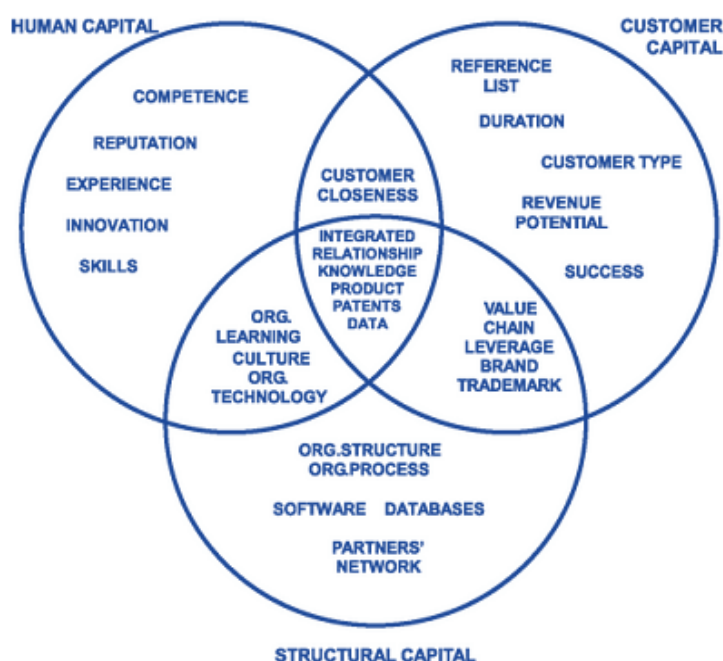 HUMAN CAPITAL
CUSTOMER
CAPITAL
COMPETENCE
REPUTATION
EXPERIENCE
INNOVATION
SKILLS
REFERENCE
LIST
DURATION
CUSTOMER TYPE
REVENUE
POTENTIAL
SUCCESS
CUSTOMER
CLOSENESS
INTEGRATED
RELATIONSHIP
KNOWLEDGE
PRODUCT
PATENTS
DATA
ORG.
LEARNING
CULTURE
ORG.
TECHNOLOGY
VALUE
CHAIN
LEVERAGE
BRAND
TRADEMARK
ORG.STRUCTURE
ORG.PROCESS
SOFTWARE DATABASES
PARTNERS'
NETWORK
STRUCTURAL CAPITAL